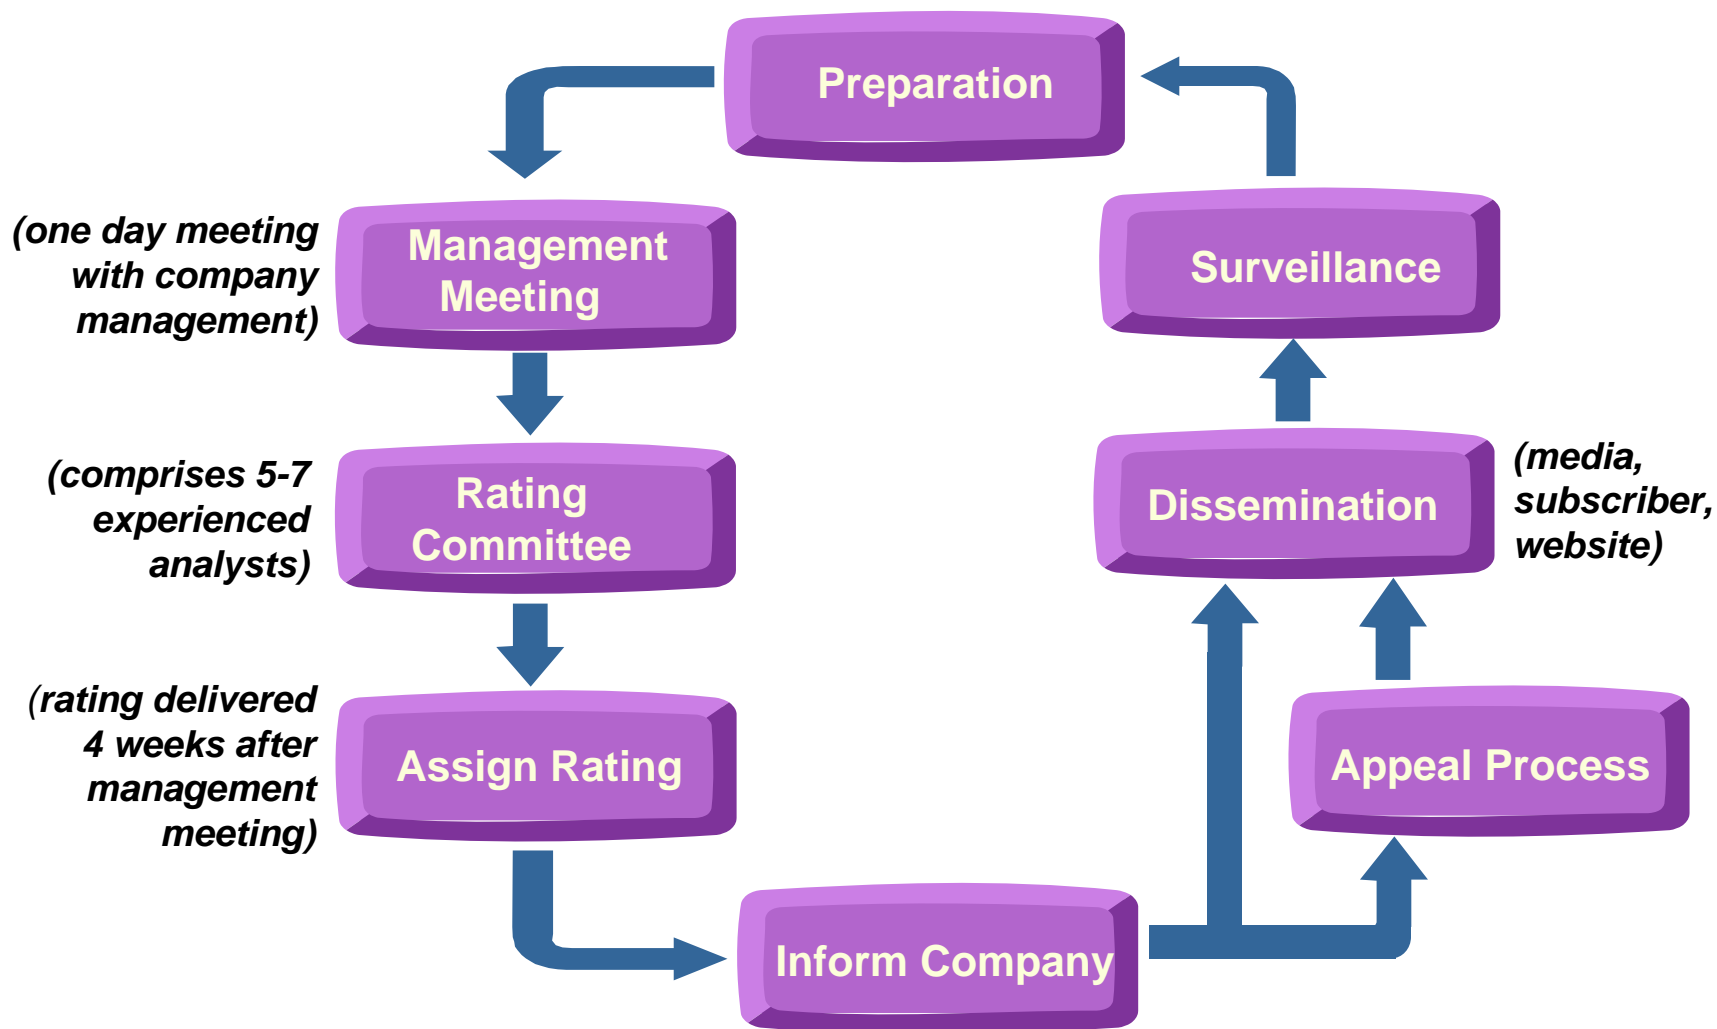 Preparation
(one day meeting
with company
management)
Management
Meeting
Surveillance
(comprises 5-7
experienced
analysts)
Rating
Committee
Dissemination
(media,
subscriber,
website)
(rating delivered
4 weeks after
management
meeting)
Assign Rating
Appeal Process
Inform Company